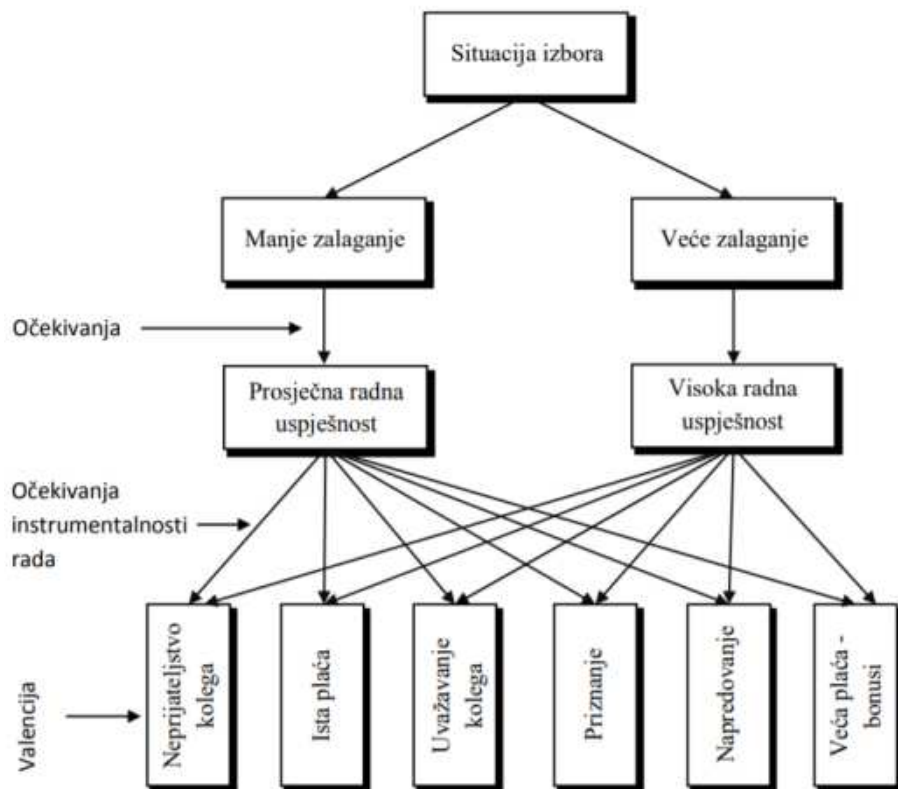 Situacija izbora
Manje zalaganje
Veće zalaganje
Očekivanja
Prosječna radna
uspješnost
Visoka radna
uspješnost
Očekivanja
instrumentalnosti
rada
Valencija
Neprijateljstvo
kolega
Ista plaća
Uvažavanje
kolega
Priznanje
Napredovanje
Veća plaća -
bonusi